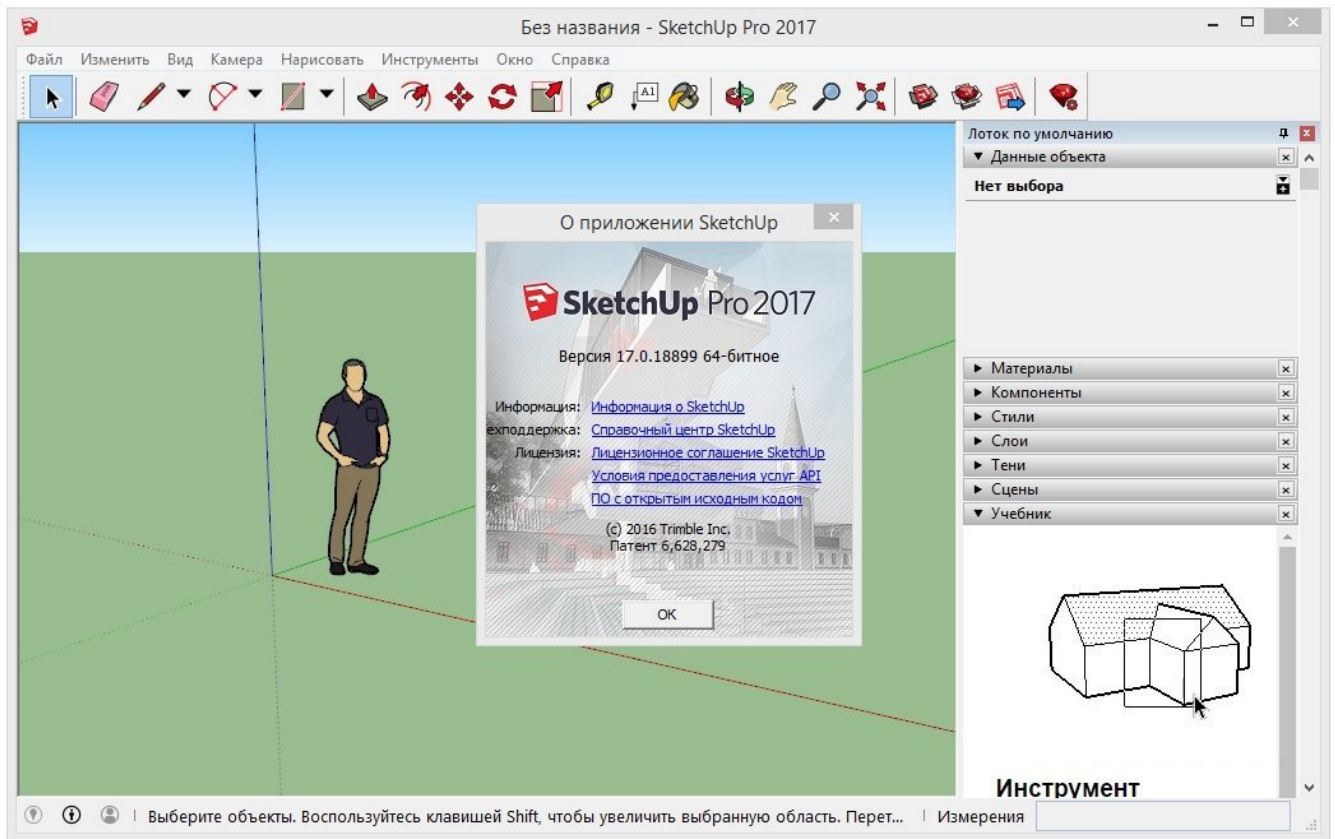 Без названия - SketchUp Pro 2017
Файл Изменить Вид Камера Нарисовать Инструменты Окно Справка
A1
Лоток по умолчанию
Данные объекта
Нет выбора
О приложении SketchUp
SketchUp Pro 2017
Версия 17.0.18899 64-битное
Информация: Информация о SketchUp
ехподдержка: Справочный центр SketchUp
Лицензия: Лицензионное соглашение SketchUp
Условия предоставления услуг API
ПО с открытым исходным кодом
(c) 2016 Trimble Inc.
Патент 6,628,279
OK
Материалы
Компоненты
Стили
Слои
Тени
Сцены
Учебник
Инструмент
Выберите объекты. Воспользуйтесь клавишей Shift, чтобы увеличить выбранную область. Перет...
Измерения